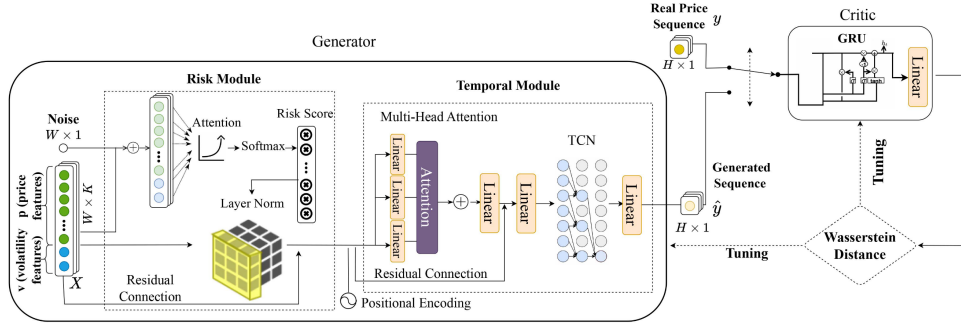 Generator
Risk Module
Noise
W × 1
Attention
Softmax
Risk Score
Layer Norm
p (price
features)
v (volatility
features)
W × K
X
Residual
Connection
Positional Encoding
Temporal Module
Multi-Head Attention
Linear
Linear
Linear
Attention
Linear
Linear
TCN
Linear
Residual Connection
Real Price
Sequence
y
H × 1
Generated
Sequence
ŷ
H × 1
Critic
GRU
tanh
Linear
Tuning
Tuning
Wasserstein
Distance